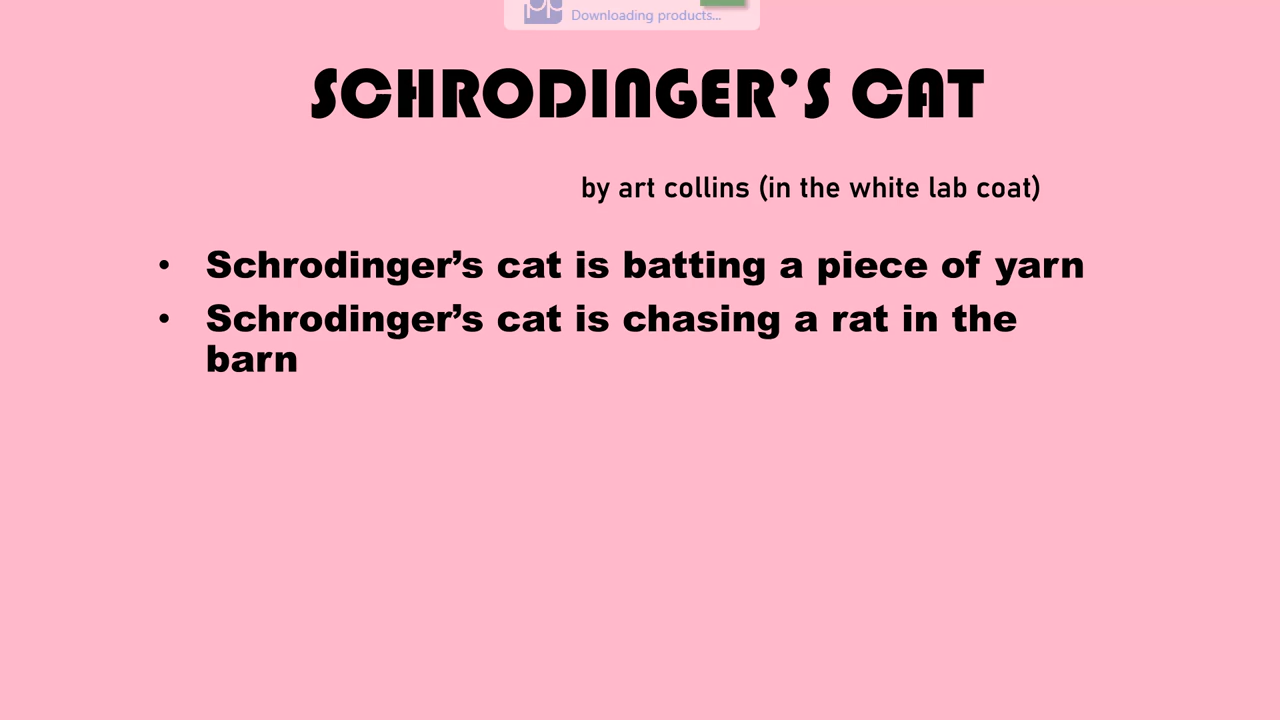 Downloading products...
SCHRODINGER’S CAT
by art collins (in the white lab coat)
• Schrodinger’s cat is batting a piece of yarn
• Schrodinger’s cat is chasing a rat in the
barn